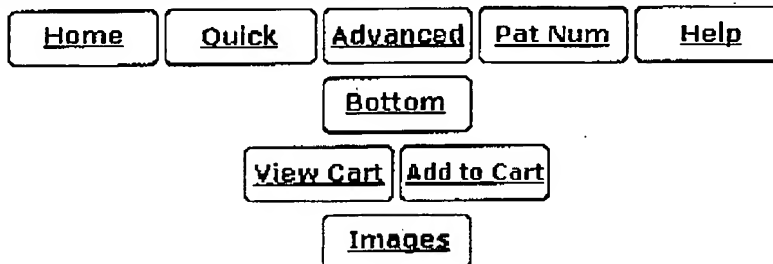 Home Quick Advanced Pat Num Help
Bottom
View Cart Add to Cart
Images